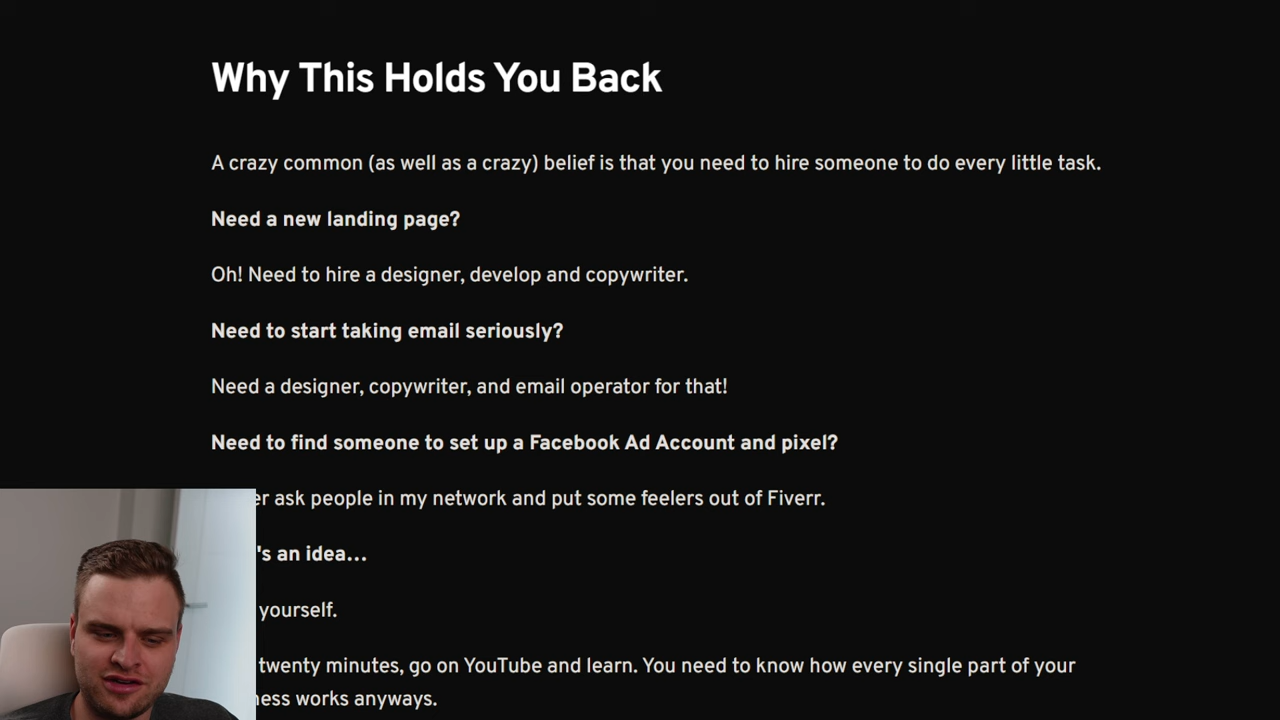 Why This Holds You Back
A crazy common (as well as a crazy) belief is that you need to hire someone to do every little task.
Need a new landing page?
Oh! Need to hire a designer, develop and copywriter.
Need to start taking email seriously?
Need a designer, copywriter, and email operator for that!
Need to find someone to set up a Facebook Ad Account and pixel?
ask people in my network and put some feelers out of Fiverr.
's an idea...
yourself.
twenty minutes, go on YouTube and learn. You need to know how every single part of your
works anyways.